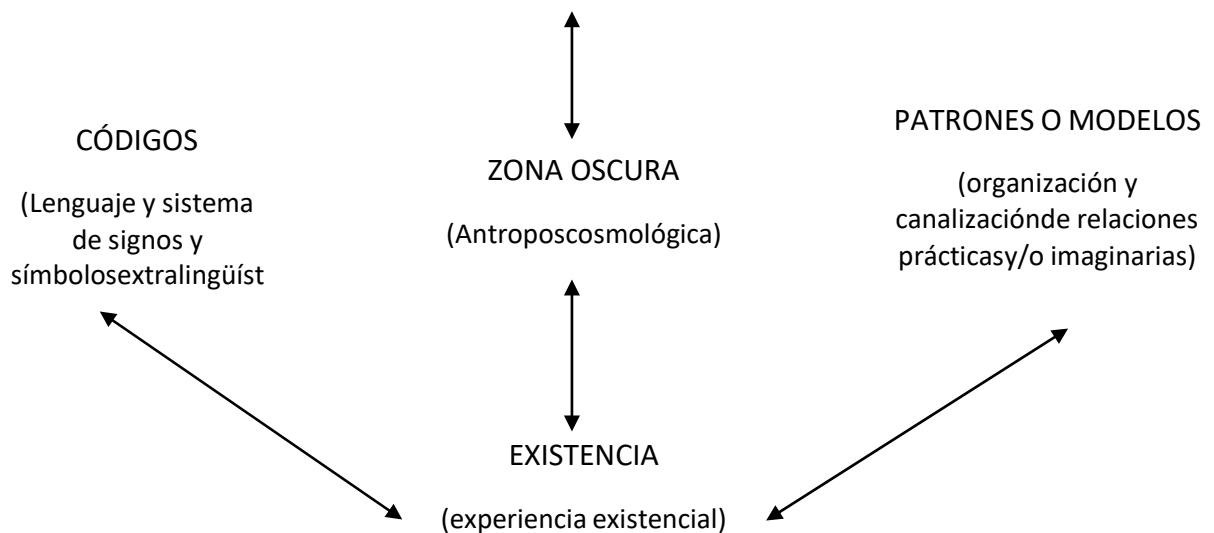 CÓDIGOS
(Lenguaje y sistema
de signos y
símbolosextralingüíst
ZONA OSCURA
(Antroposcosmológica)
PATRONES O MODELOS
(organización y
canalizaciónde relaciones
prácticasy/o imaginarias)
EXISTENCIA
(experiencia existencial)